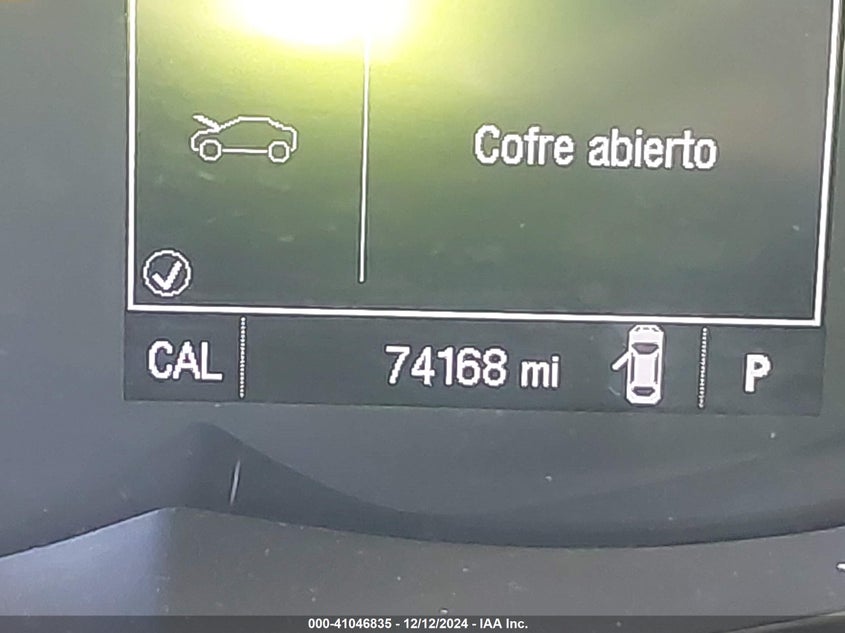 Cofre abierto
CAL 74168 mi P
000-41046835 - 12/12/2024 - IAA Inc.